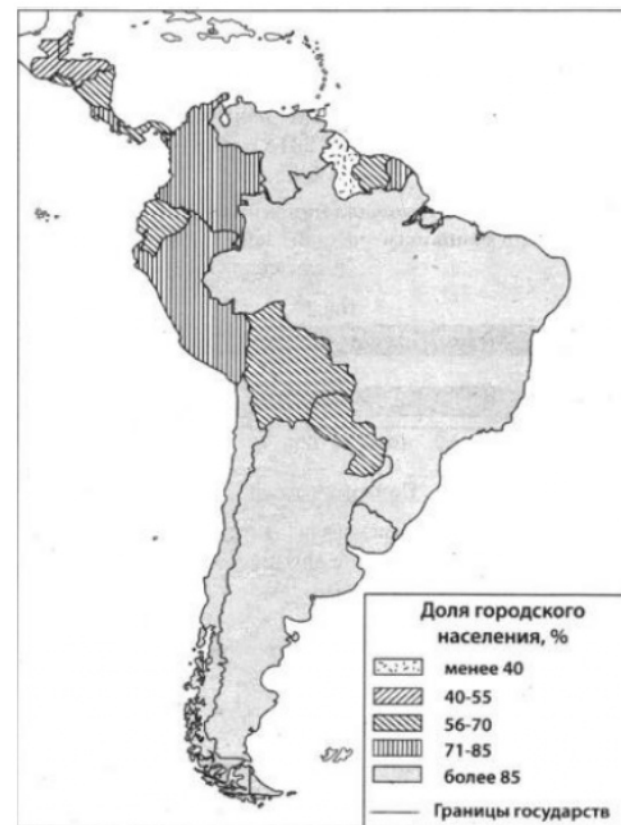 Доля городского
населения, %
менее 40
40-55
56-70
71-85
более 85
Границы государств